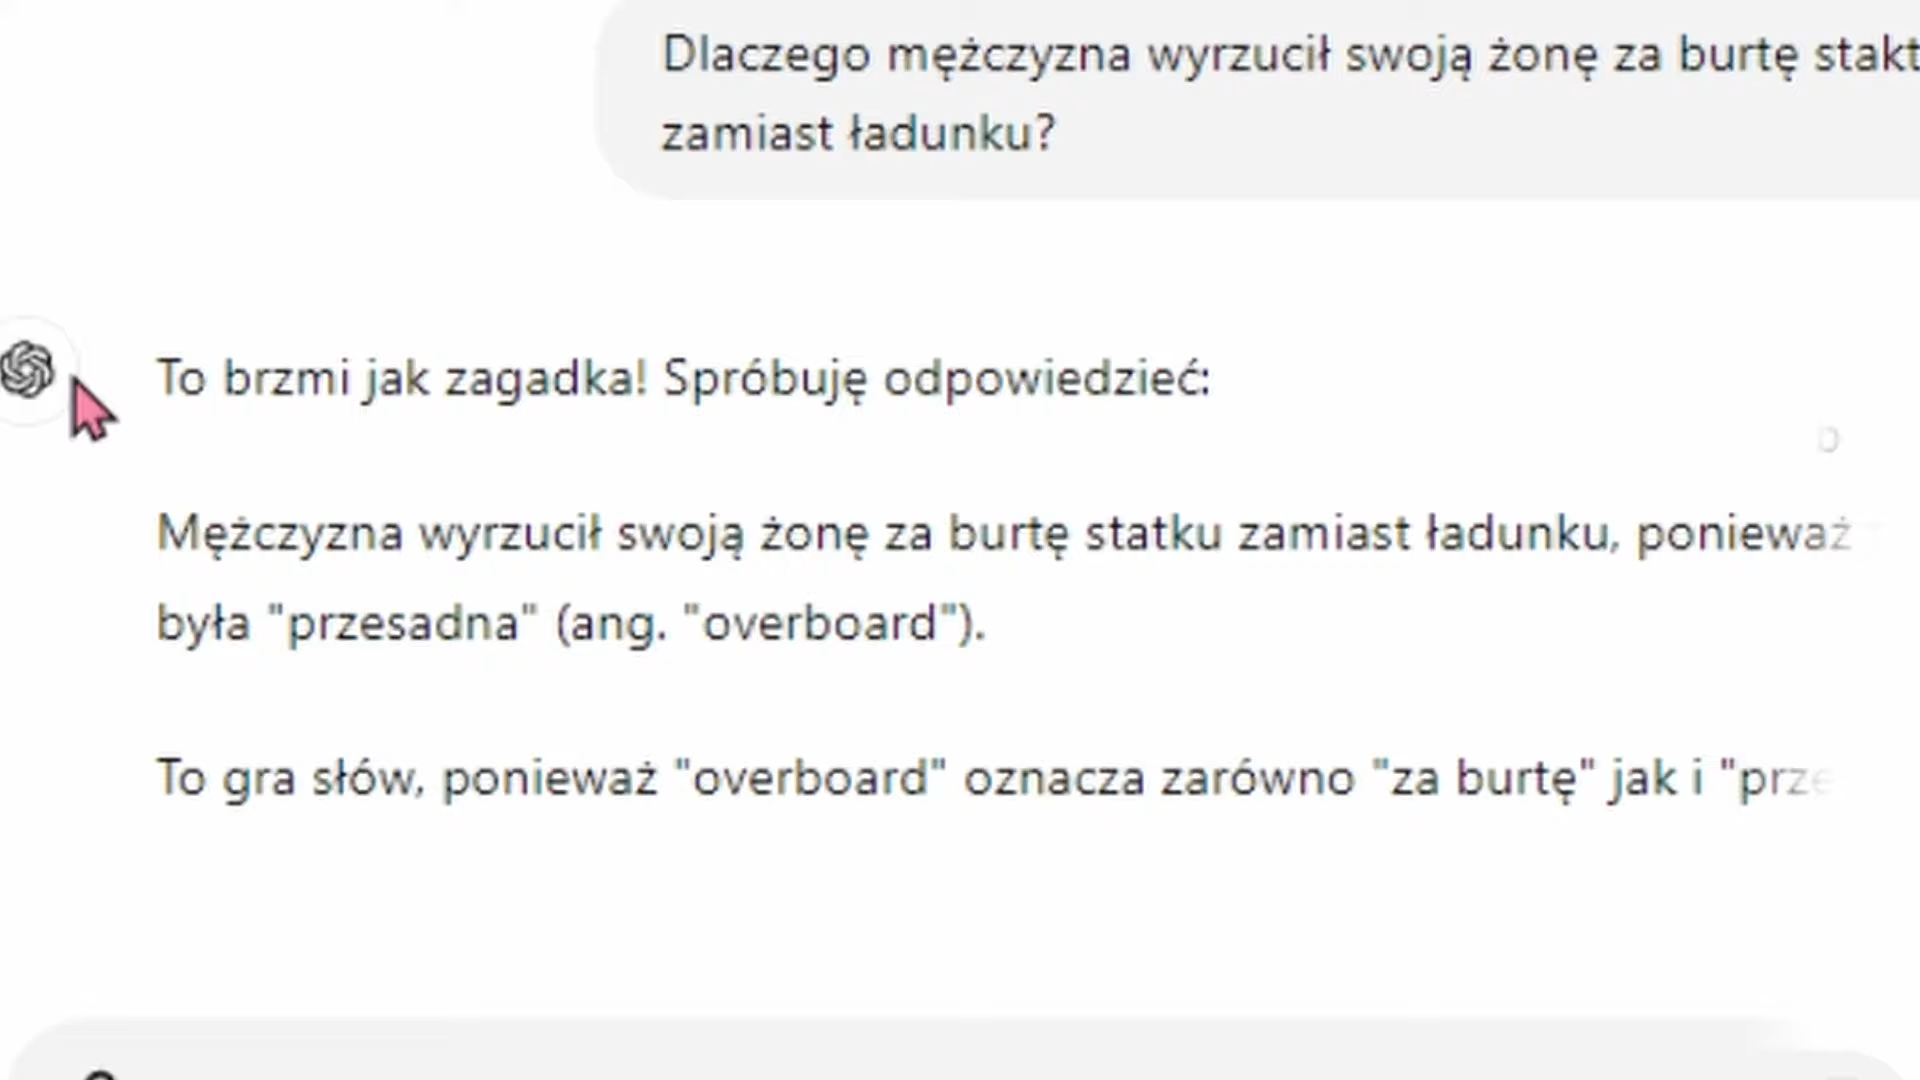 Dlaczego mężczyzna wyrzucił swoją żonę za burtę stakt
zamiast ładunku?
To brzmi jak zagadka! Spróbuję odpowiedzieć:
Mężczyzna wyrzucił swoją żonę za burtę statku zamiast ładunku, ponieważ
była "przesadna" (ang. "overboard").
To gra słów, ponieważ "overboard" oznacza zarówno "za burtę" jak i "prze